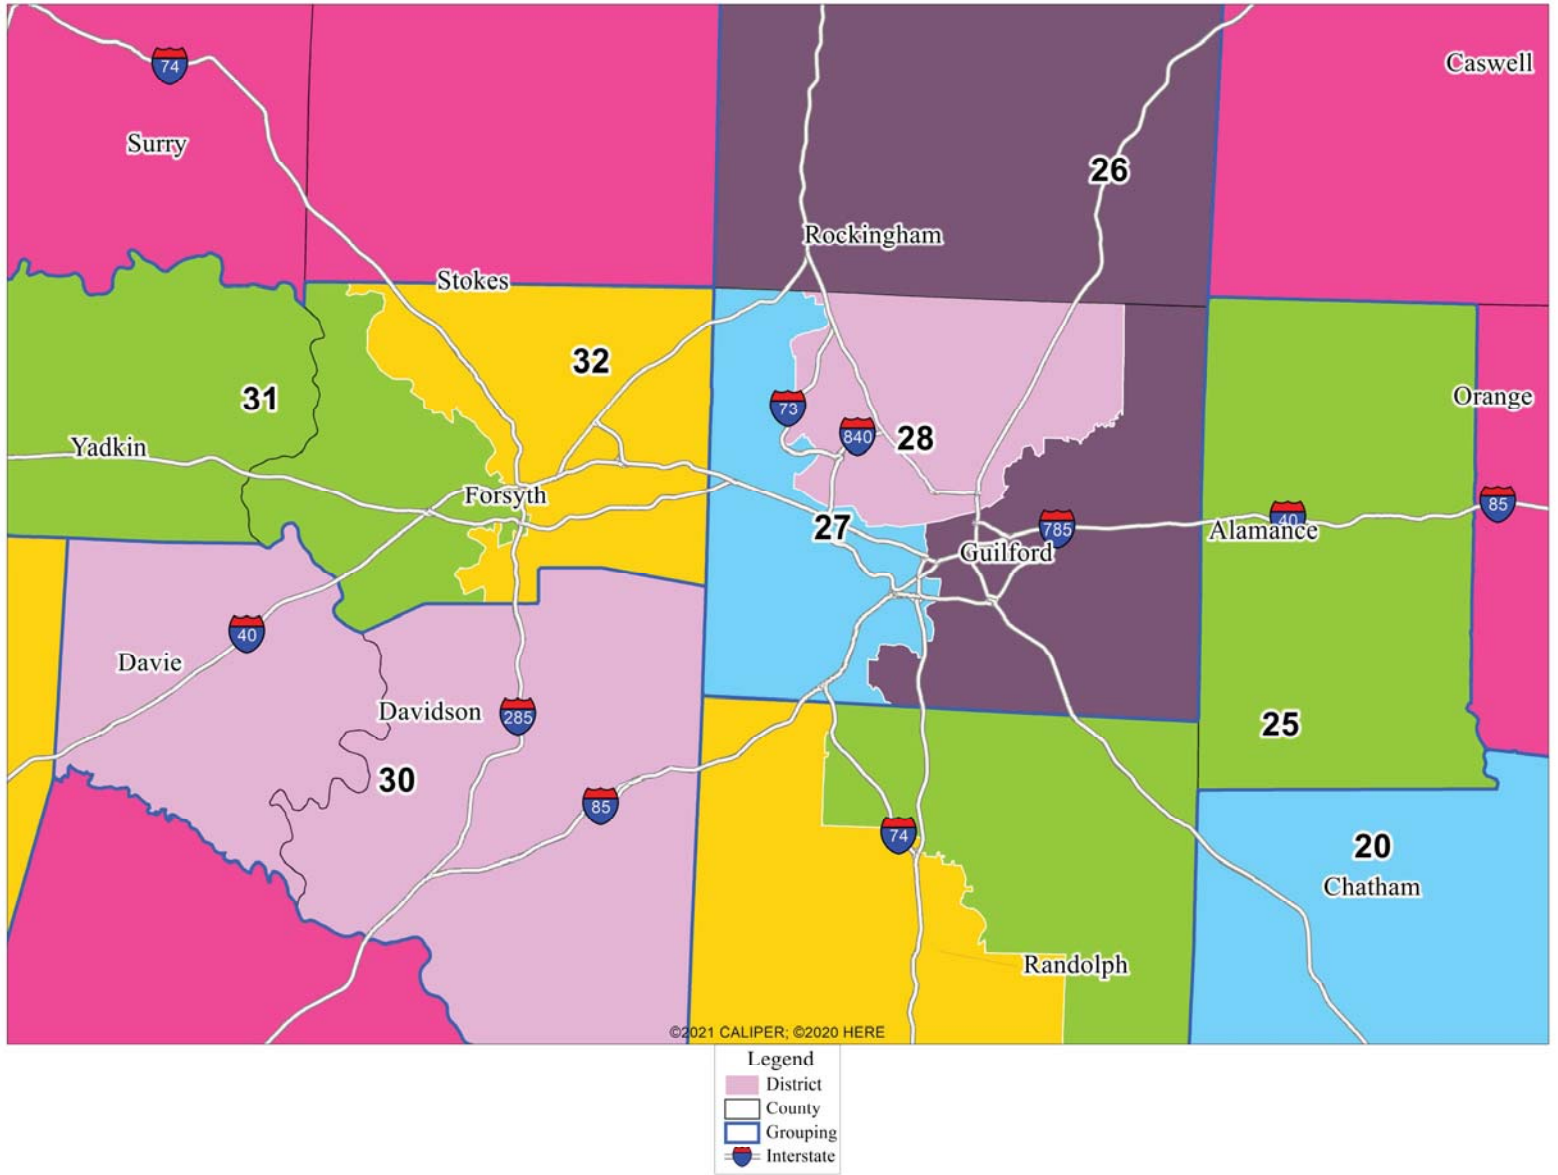 Caswell
74
Surry
26
Rockingham
Stokes
32
31
Orange
73
840
28
Yadkin
Forsyth
85
27
785
40
Alamance
Guilford
40
Davie
Davidson
285
25
30
85
74
20
Chatham
Randolph
©2021 CALIPER; ©2020 HERE
Legend
District
County
Grouping
Interstate